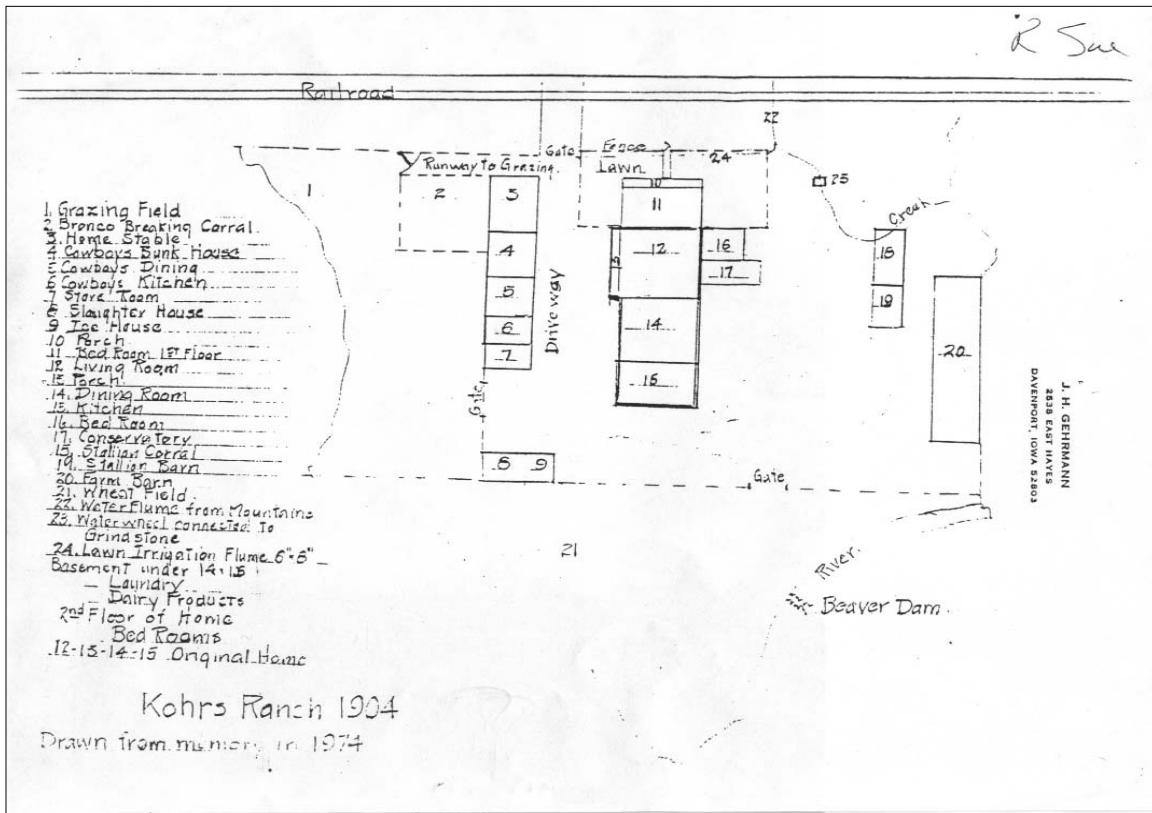 R Sue
Railroad
22
Gate
Fence
24
Runway to Grazing.
Lawn
25
1
2
3
10
11
Creek
4
12
16
18
13
17
5
Driveway
19
6
14
20
7
15
Gate
8 9
Gate
21
River
Beaver Dam
J. H. GEHRMANN
2538 EAST HAYES
DAVENPORT, IOWA 52803
1. Grazing Field
2 Bronco Breaking Corral
3. Home Stable
4 Cowboys Bunk House
5 Cowboys Dining
6 Cowboys Kitchen
7 Store Room
8 Slaughter House
9 Ice House
10 Porch
11 Bed Room 1ST Floor
12 Living Room
13 Porch
14. Dining Room
15. Kitchen
16. Bed Room
17. Conservatory
18. Stallian Corral
19. Stallian Barn
20. Farm Barn
21. Wheat Field
22. Water Flume from Mountains
23. Water wheel connected to
Grindstone
24. Lawn Irrigation Flume 6"-6"
Basement under 14-15
— Laundry
— Dairy Products
2nd Floor of Home
Bed Rooms
12-13-14-15 Original Home
Kohrs Ranch 1904
Drawn from memory in 1974